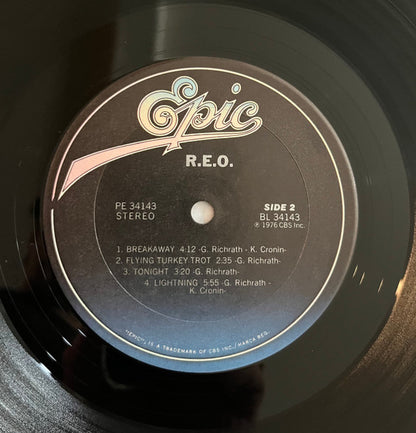 Epic
R.E.O.
PE 34143
STEREO
SIDE 2
BL 34143
℗ 1976 CBS Inc.
1. BREAKAWAY 4:12 -G. Richrath - K. Cronin-
2. FLYING TURKEY TROT 2:35 -G. Richrath-
3. TONIGHT 3:20 -G. Richrath-
4. LIGHTNING 5:55 -G. Richrath -
K. Cronin-
"EPIC", IS A TRADEMARK OF CBS INC./MARCA REG.